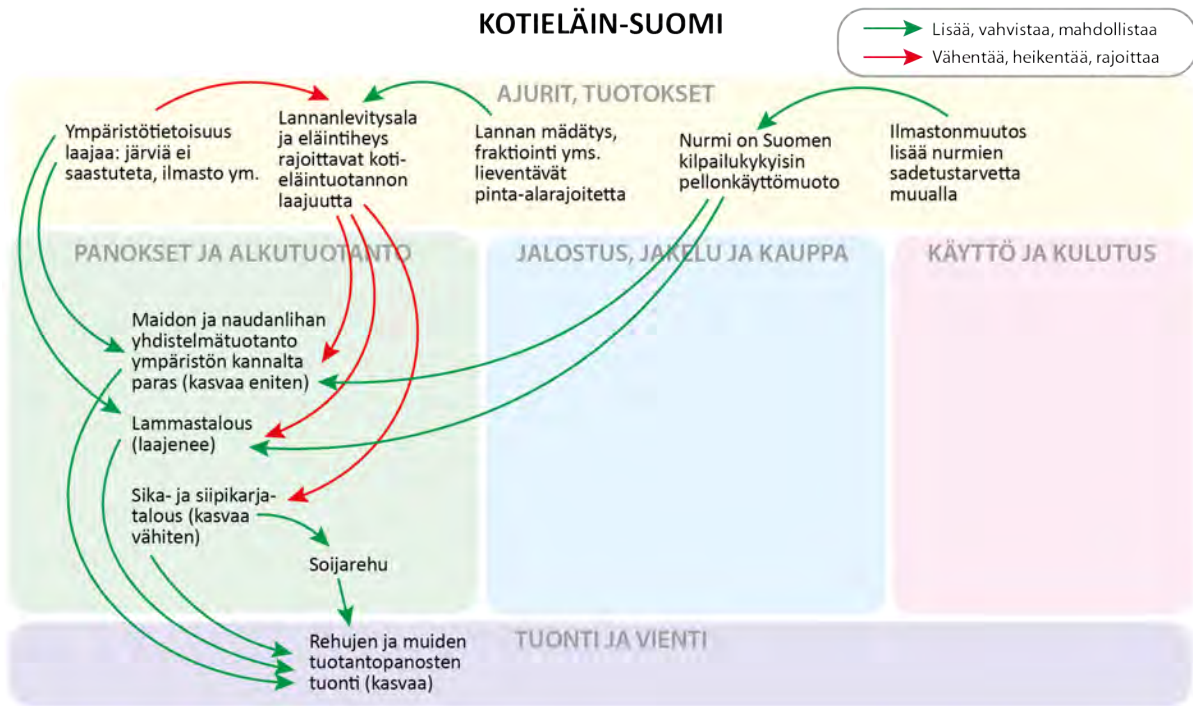 KOTIELÄIN-SUOMI
Lisää, vahvistaa, mahdollistaa
Vähentää, heikentää, rajoittaa
AJURIT, TUOTOKSET
Ympäristötietoisuus
laajaa: järviä ei
saastuteta, ilmasto ym.
Lannanlevitysala
ja eläintiheys
rajoittavat koti-
eläintuotannon
laajuutta
Lannan mädätys,
fraktiointi yms.
lieventävät
pinta-alarajoitetta
Nurmi on Suomen
kilpailukykyisin
pellonkäyttömuoto
Ilmastonmuutos
lisää nurmien
sadetustarvetta
muualla
PANOKSET JA ALKUTUOTANTO
JALOSTUS, JAKELU JA KAUPPA
KÄYTTÖ JA KULUTUS
Maidon ja naudanlihan
yhdistelmätuotanto
ympäristön kannalta
paras (kasvaa eniten)
Lammastalous
(laajenee)
Sika- ja siipikarja-
talous (kasvaa
vähiten)
Soijarehu
TUONTI JA VIENTI
Rehujen ja muiden
tuotantopanosten
tuonti (kasvaa)